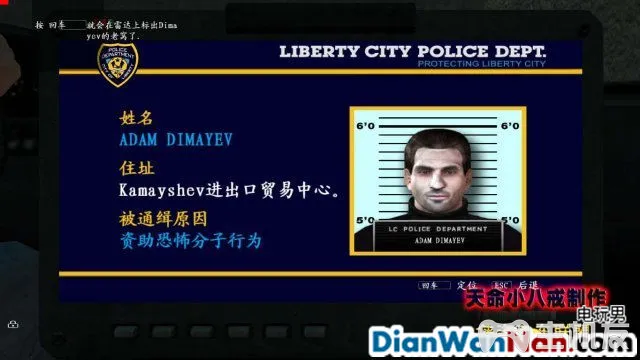 按 回车 就会在雷达上标出Dima
yev的老窝了.
POLICE
DEPARTMENT
LIBERTY CITY POLICE DEPT.
PROTECTING LIBERTY CITY
姓名
ADAM DIMAYEV
住址
Kamayshev进出口贸易中心。
被通缉原因
资助恐怖分子行为
6'0 6'0
5'0 5'0
LC POLICE DEPARTMENT
ADAM DIMAYEV
回车 定位 ESC 后退
天命小八戒制作
电玩男
DianWanNan.com